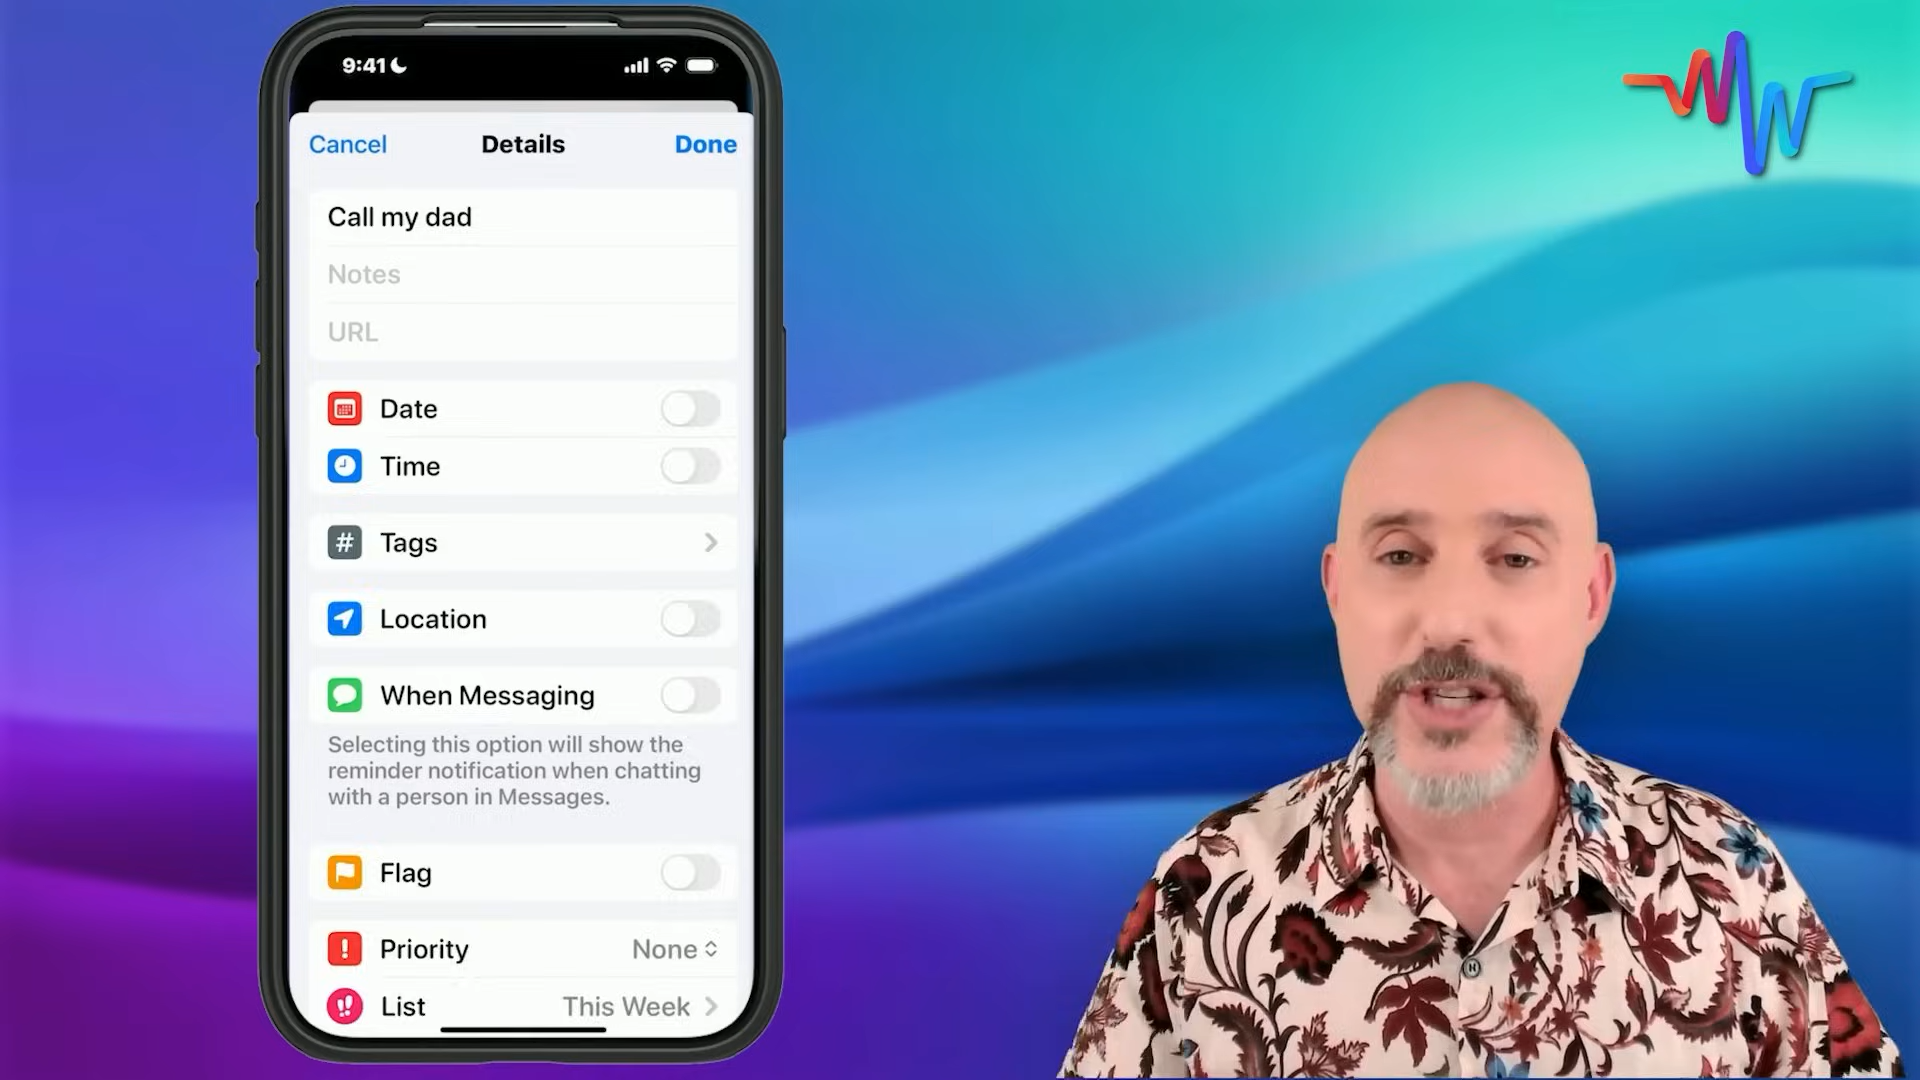 9:41
Cancel
Details
Done
Call my dad
Notes
URL
Date
Time
# Tags
Location
When Messaging
Selecting this option will show the
reminder notification when chatting
with a person in Messages.
Flag
! Priority
None
List
This Week